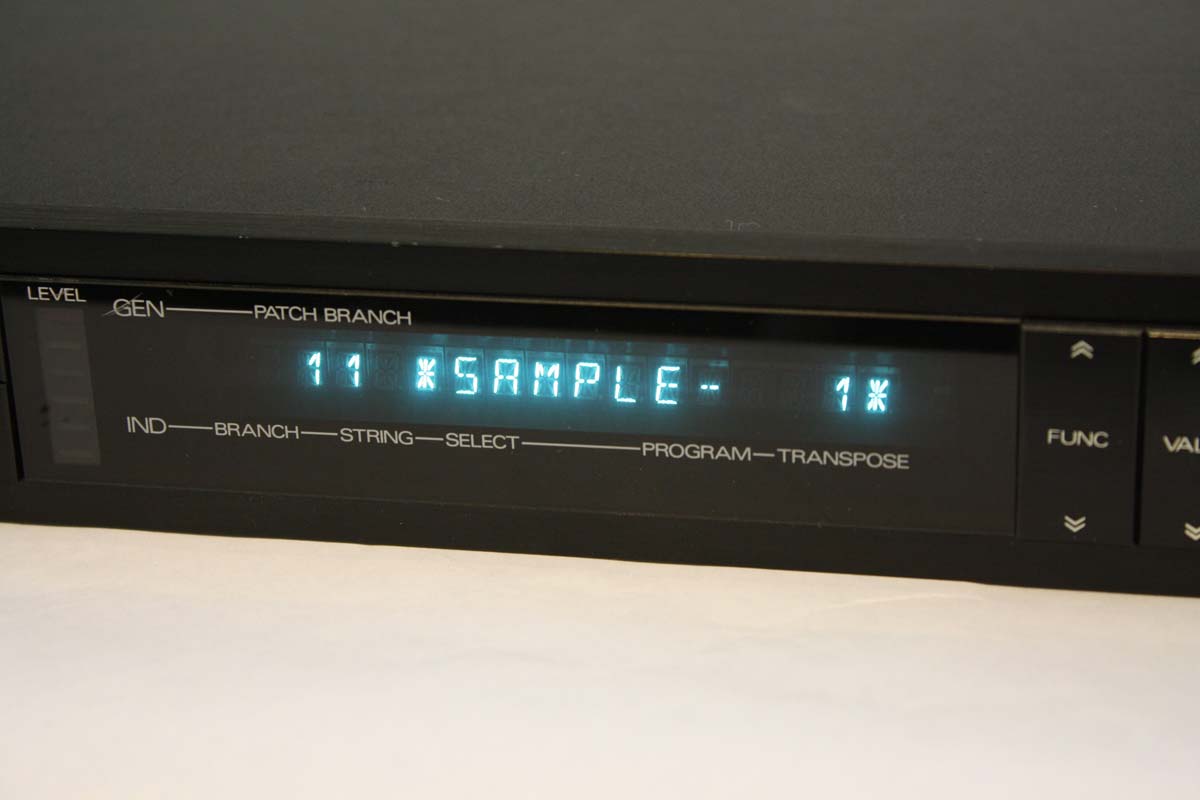 LEVEL
GEN PATCH BRANCH
11 *SAMPLE- 1*
IND BRANCH STRING SELECT PROGRAM TRANSPOSE
FUNC